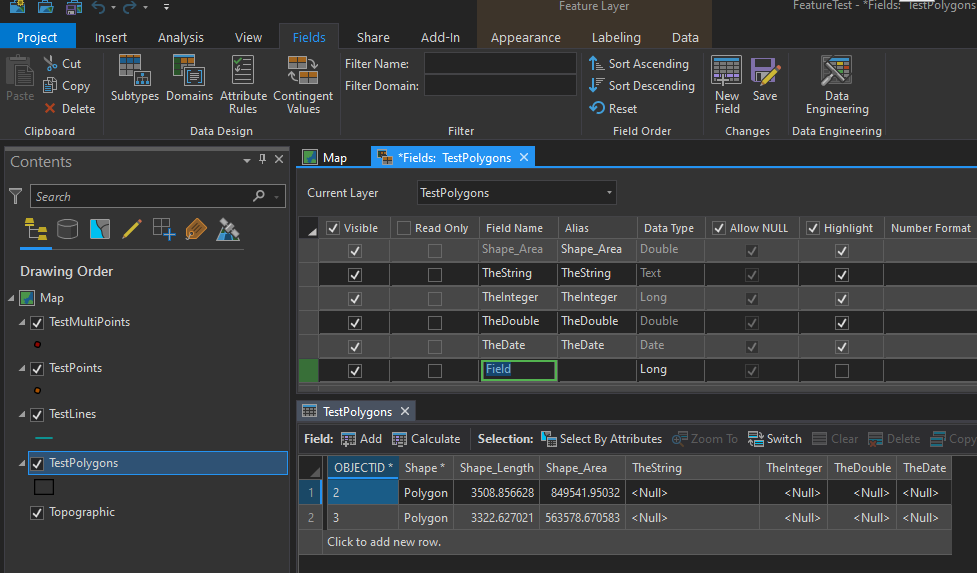 Feature Layer
FeatureTest - *Fields: TestPolygons
Project Insert Analysis View Fields Share Add-In Appearance Labeling Data
Paste
Cut
Copy
Delete
Clipboard
Subtypes
Domains
Attribute Rules
Contingent Values
Data Design
Filter Name:
Filter Domain:
Filter
Sort Ascending
Sort Descending
Reset
Field Order
New Field
Save
Changes
Data Engineering
Data Engineering
Contents
Search
Drawing Order
Map
TestMultiPoints
TestPoints
TestLines
TestPolygons
Topographic
Map
*Fields: TestPolygons
Current Layer TestPolygons
Visible Read Only Field Name Alias Data Type Allow NULL Highlight Number Format
Shape_Area Shape_Area Double
TheString TheString Text
TheInteger TheInteger Long
TheDouble TheDouble Double
TheDate TheDate Date
Field Long
TestPolygons
Field: Add Calculate Selection: Select By Attributes Zoom To Switch Clear Delete Copy
OBJECTID * Shape * Shape_Length Shape_Area TheString TheInteger TheDouble TheDate
1 2 Polygon 3508.856628 849541.95032 <Null> <Null> <Null> <Null>
2 3 Polygon 3322.627021 563578.670583 <Null> <Null> <Null> <Null>
Click to add new row.